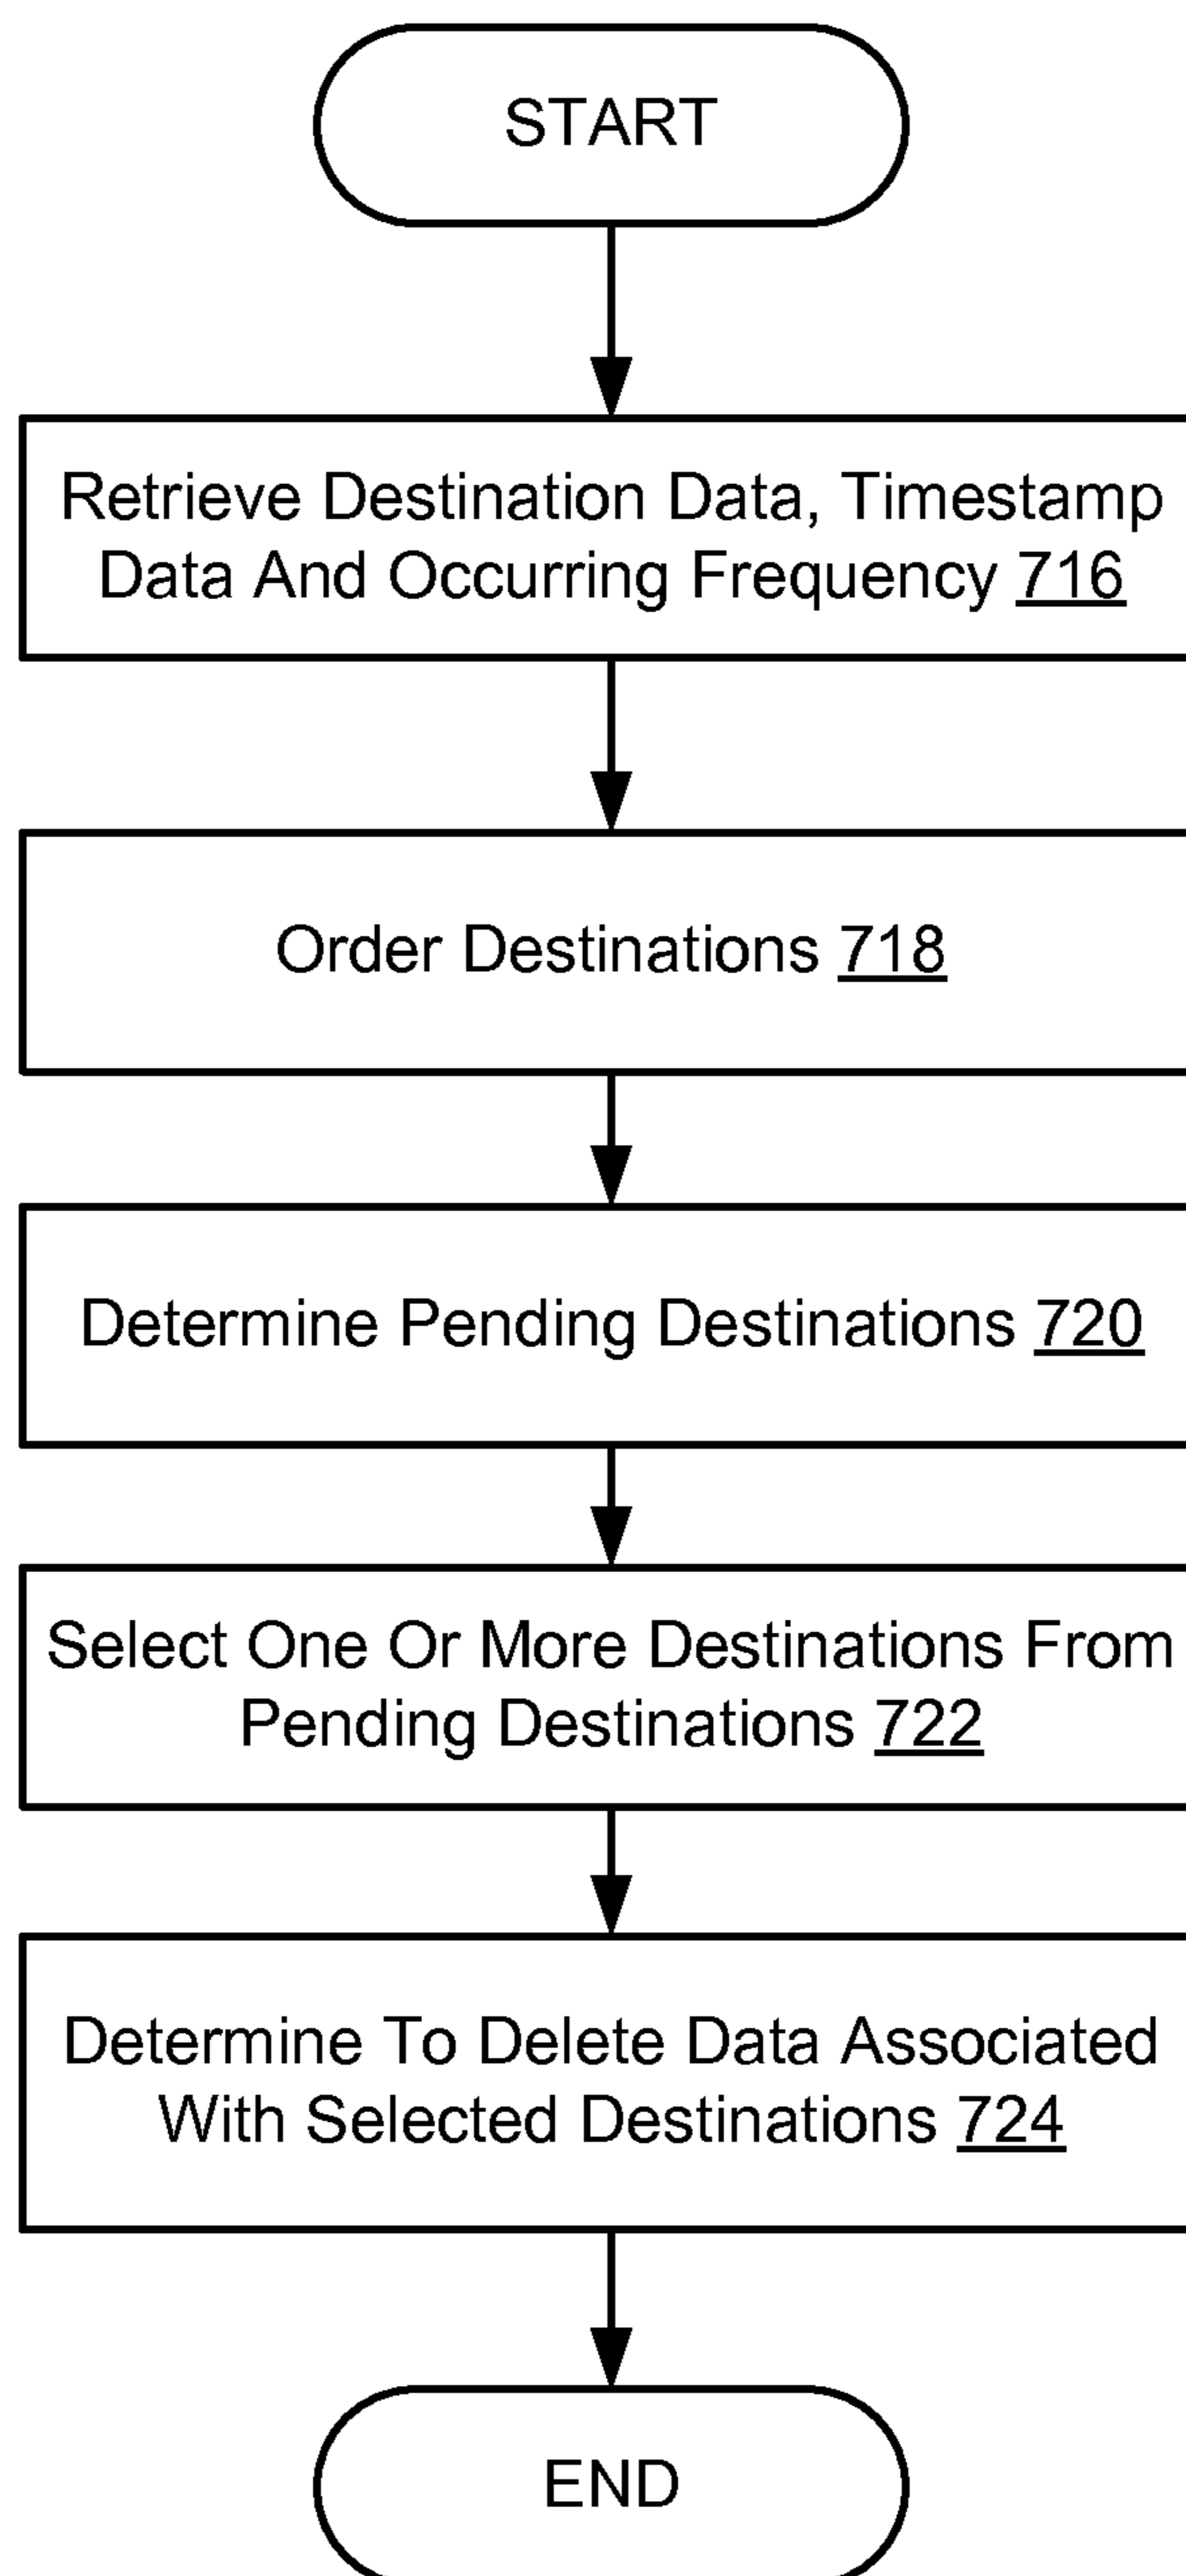 START
Retrieve Destination Data, Timestamp
Data And Occurring Frequency 716
Order Destinations 718
Determine Pending Destinations 720
Select One Or More Destinations From
Pending Destinations 722
Determine To Delete Data Associated
With Selected Destinations 724
END